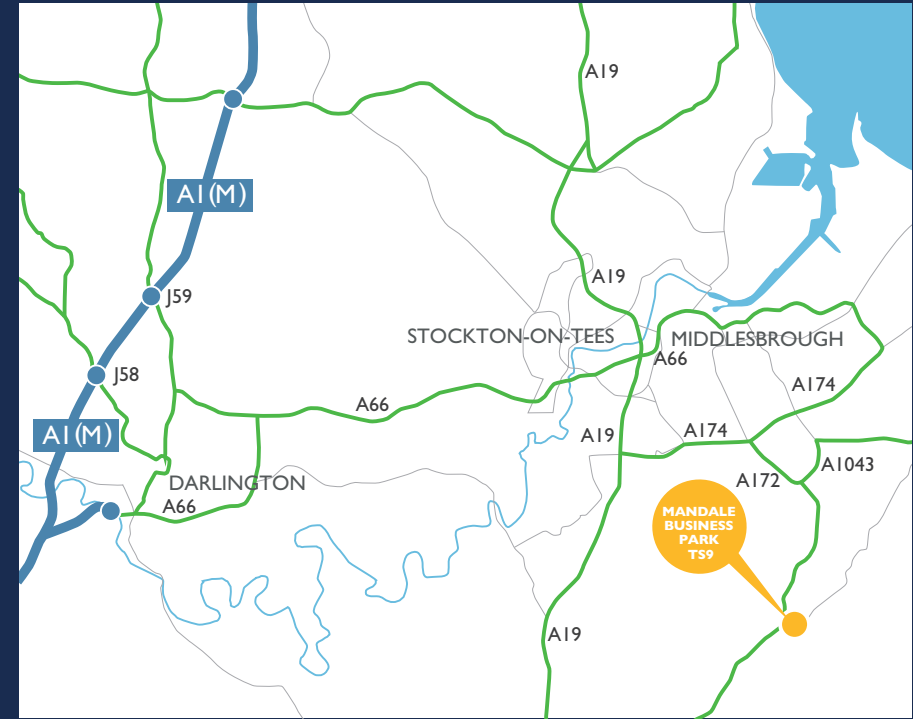 A19
A1(M)
A19
J59
STOCKTON-ON-TEES
MIDDLESBROUGH
A66
J58
A174
A66
A1(M)
A19
A174
A1043
A172
DARLINGTON
A66
MANDALE
BUSINESS
PARK
TS9
A19